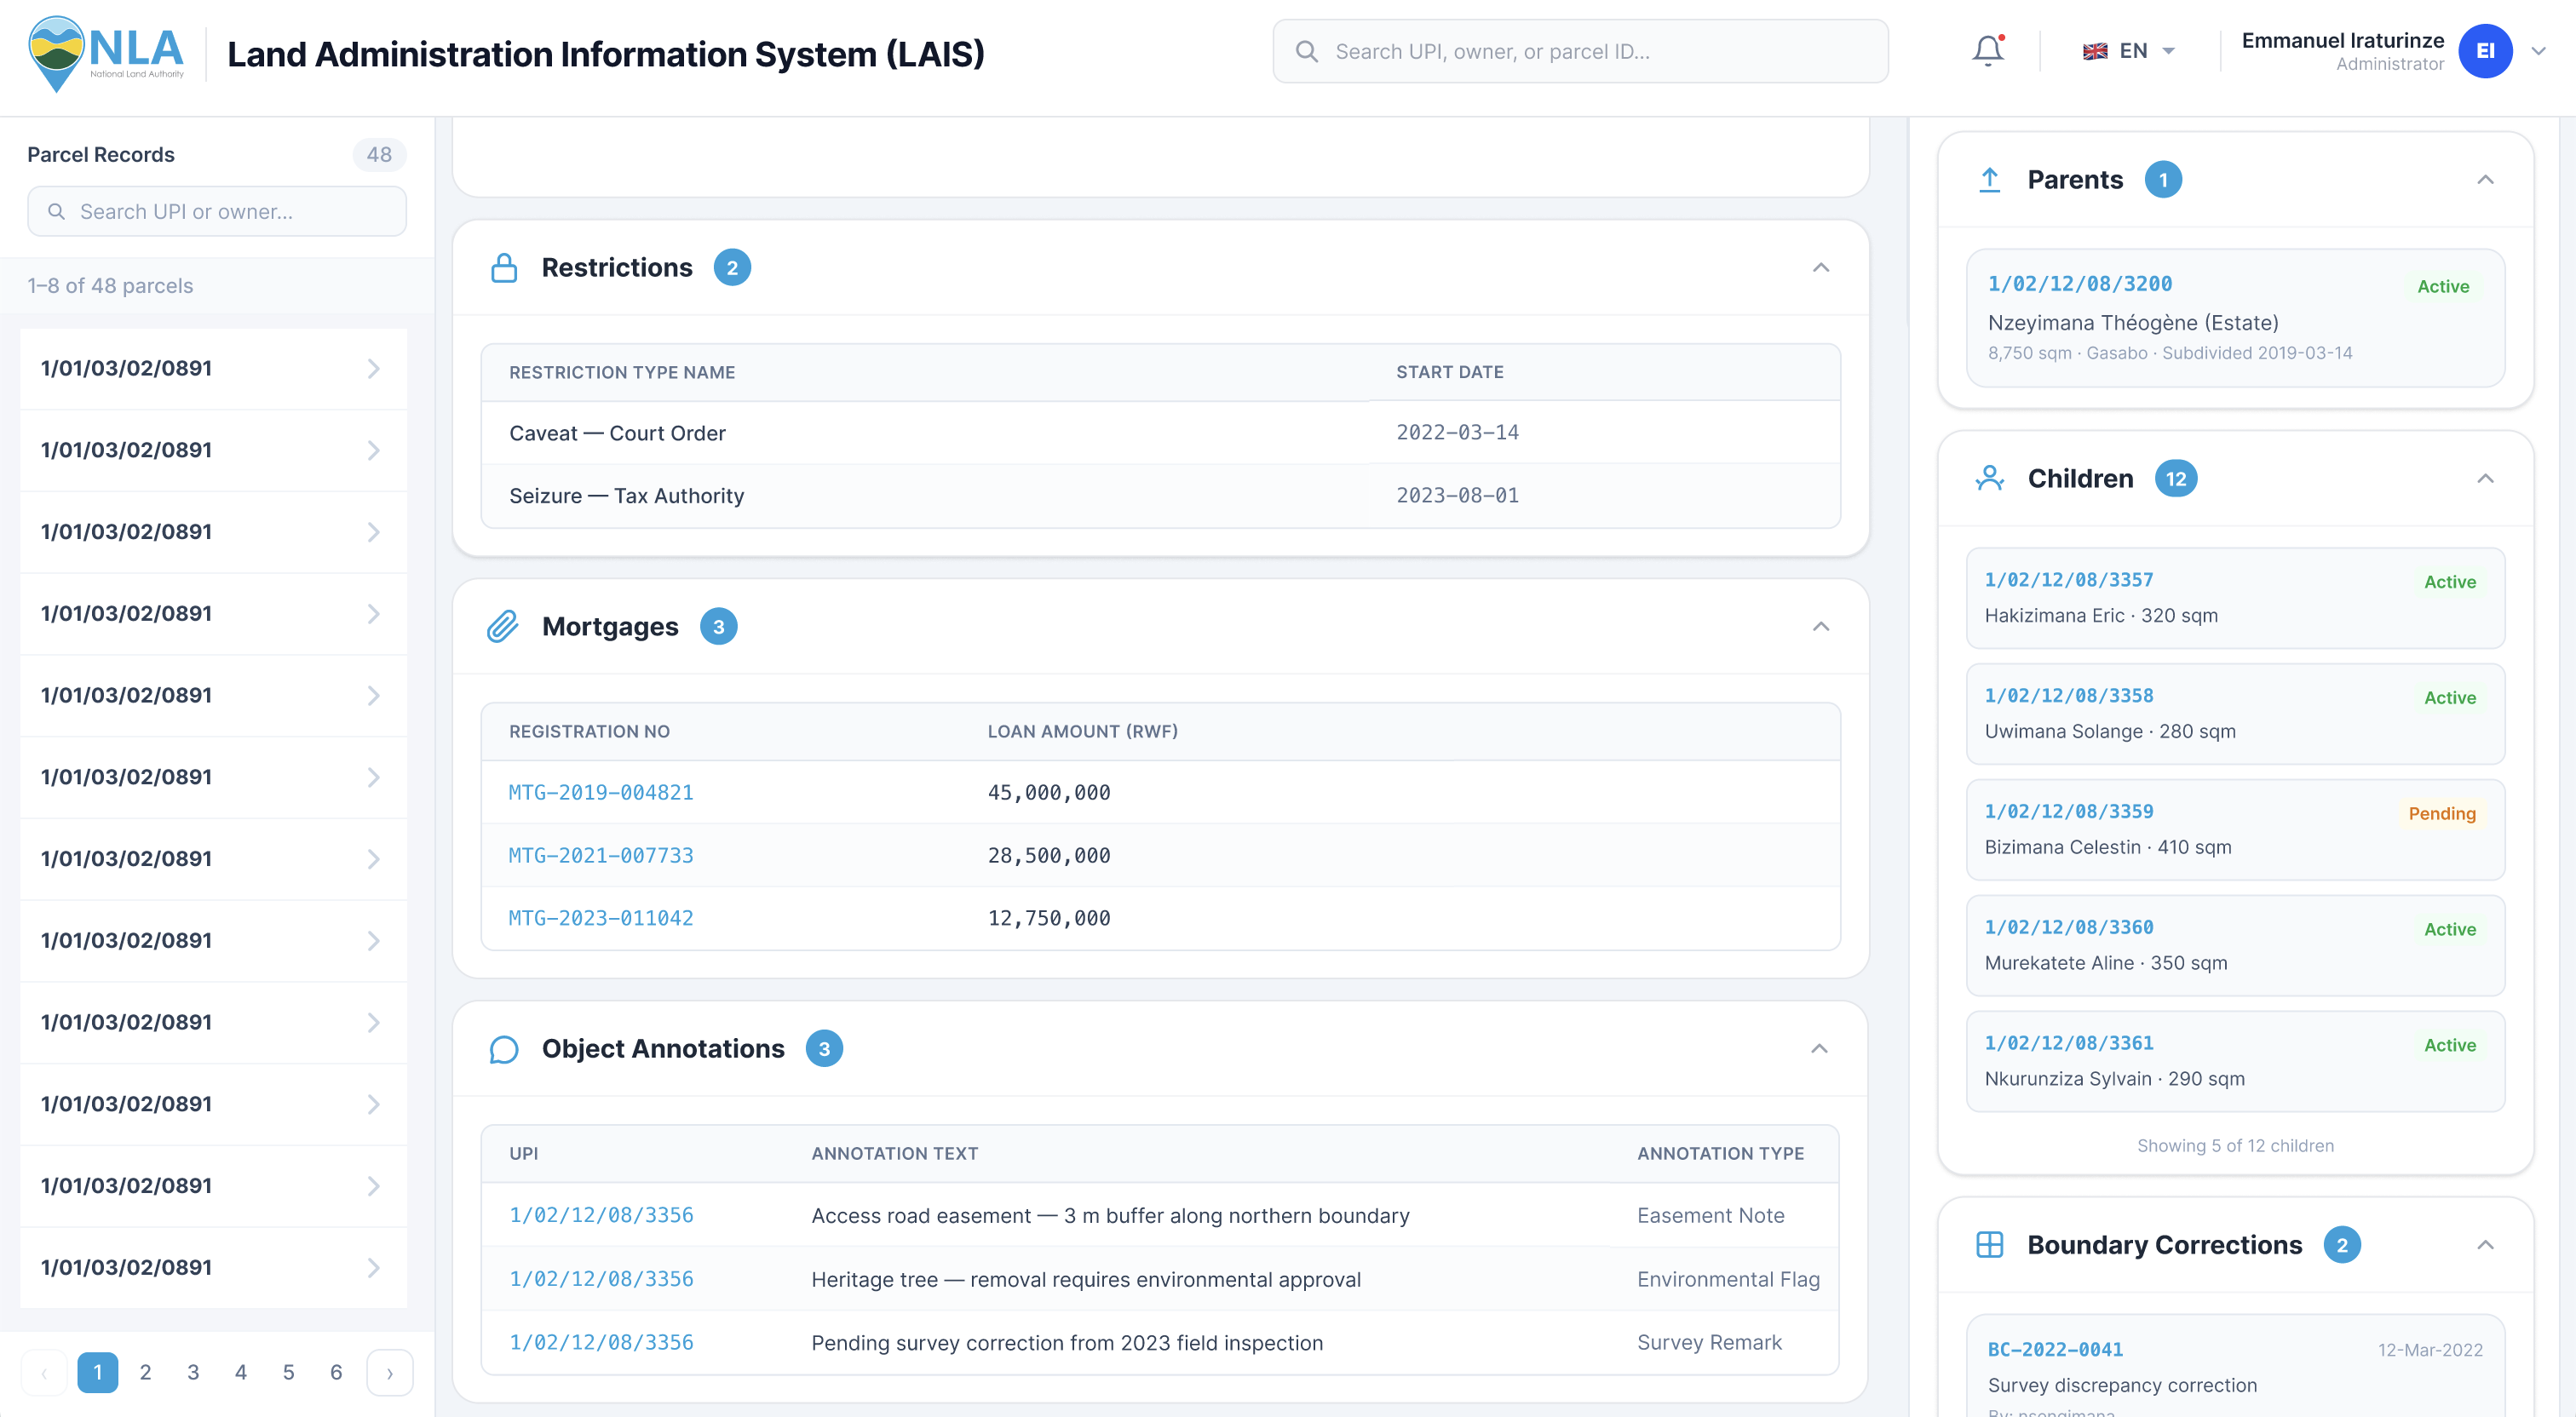 NLA
National Land Authority
Land Administration Information System (LAIS)
Search UPI, owner, or parcel ID...
EN
Emmanuel Iraturinze
Administrator
EI
Parcel Records
48
Search UPI or owner...
1–8 of 48 parcels
1/01/03/02/0891
1/01/03/02/0891
1/01/03/02/0891
1/01/03/02/0891
1/01/03/02/0891
1/01/03/02/0891
1/01/03/02/0891
1/01/03/02/0891
1/01/03/02/0891
1/01/03/02/0891
1/01/03/02/0891
1/01/03/02/0891
‹ 1 2 3 4 5 6 ›
Restrictions 2
RESTRICTION TYPE NAME START DATE
Caveat — Court Order 2022-03-14
Seizure — Tax Authority 2023-08-01
Mortgages 3
REGISTRATION NO LOAN AMOUNT (RWF)
MTG-2019-004821 45,000,000
MTG-2021-007733 28,500,000
MTG-2023-011042 12,750,000
Object Annotations 3
UPI ANNOTATION TEXT ANNOTATION TYPE
1/02/12/08/3356 Access road easement — 3 m buffer along northern boundary Easement Note
1/02/12/08/3356 Heritage tree — removal requires environmental approval Environmental Flag
1/02/12/08/3356 Pending survey correction from 2023 field inspection Survey Remark
Parents 1
1/02/12/08/3200 Active
Nzeyimana Théogène (Estate)
8,750 sqm · Gasabo · Subdivided 2019-03-14
Children 12
1/02/12/08/3357 Active
Hakizimana Eric · 320 sqm
1/02/12/08/3358 Active
Uwimana Solange · 280 sqm
1/02/12/08/3359 Pending
Bizimana Celestin · 410 sqm
1/02/12/08/3360 Active
Murekatete Aline · 350 sqm
1/02/12/08/3361 Active
Nkurunziza Sylvain · 290 sqm
Showing 5 of 12 children
Boundary Corrections 2
BC-2022-0041 12-Mar-2022
Survey discrepancy correction